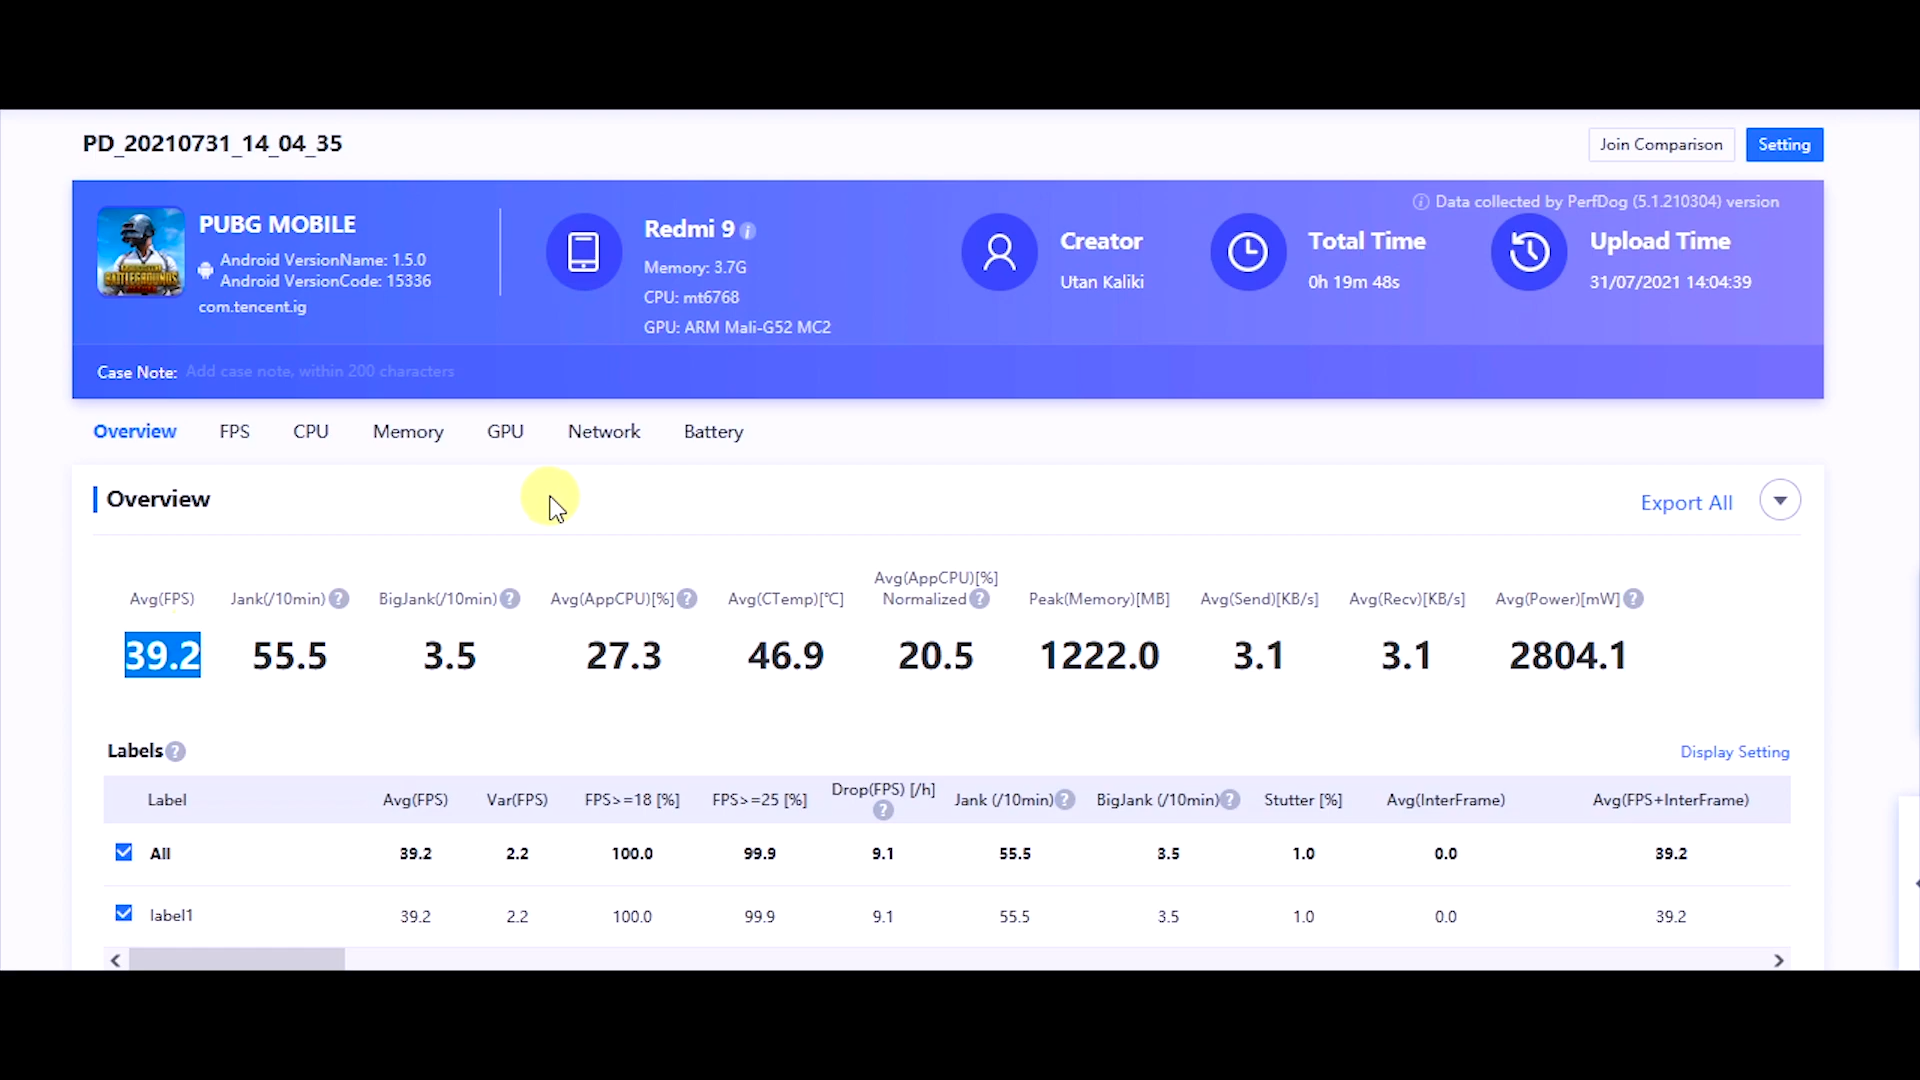 PD_20210731_14_04_35
Join Comparison
Setting
Data collected by PerfDog (5.1.210304) version
PUBG MOBILE
Android VersionName: 1.5.0
Android VersionCode: 15336
com.tencent.ig
BATTLEGROUNDS
Redmi 9
Memory: 3.7G
CPU: mt6768
GPU: ARM Mali-G52 MC2
Creator
Utan Kaliki
Total Time
0h 19m 48s
Upload Time
31/07/2021 14:04:39
Case Note: Add case note, within 200 characters
Overview FPS CPU Memory GPU Network Battery
Overview
Export All
Avg(FPS) Jank(/10min) BigJank(/10min) Avg(AppCPU)[%] Avg(CTemp)[℃] Avg(AppCPU)[%] Normalized Peak(Memory)[MB] Avg(Send)[KB/s] Avg(Recv)[KB/s] Avg(Power)[mW]
39.2 55.5 3.5 27.3 46.9 20.5 1222.0 3.1 3.1 2804.1
Labels
Display Setting
Label Avg(FPS) Var(FPS) FPS>=18 [%] FPS>=25 [%] Drop(FPS) [/h] Jank (/10min) BigJank (/10min) Stutter [%] Avg(InterFrame) Avg(FPS+InterFrame)
All 39.2 2.2 100.0 99.9 9.1 55.5 3.5 1.0 0.0 39.2
label1 39.2 2.2 100.0 99.9 9.1 55.5 3.5 1.0 0.0 39.2